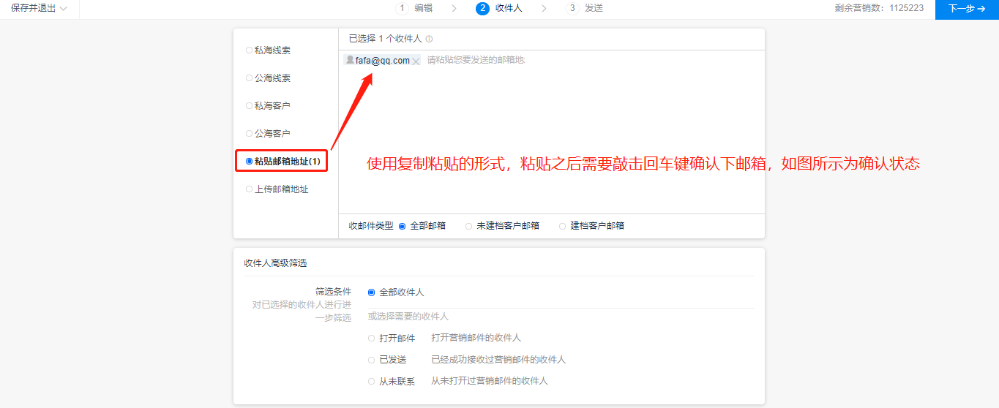 保存并退出
1 编辑
2 收件人
3 发送
剩余营销数：1125223
下一步
私海线索
公海线索
私海客户
公海客户
粘贴邮箱地址(1)
上传邮箱地址
已选择 1 个收件人
fafa@qq.com 请粘贴您要发送的邮箱地
使用复制粘贴的形式，粘贴之后需要敲击回车键确认下邮箱，如图所示为确认状态
收邮件类型 全部邮箱 未建档客户邮箱 建档客户邮箱
收件人高级筛选
筛选条件
对已选择的收件人进行进
一步筛选
全部收件人
或选择需要的收件人
打开邮件 打开营销邮件的收件人
已发送 已经成功接收过营销邮件的收件人
从未联系 从未打开过营销邮件的收件人